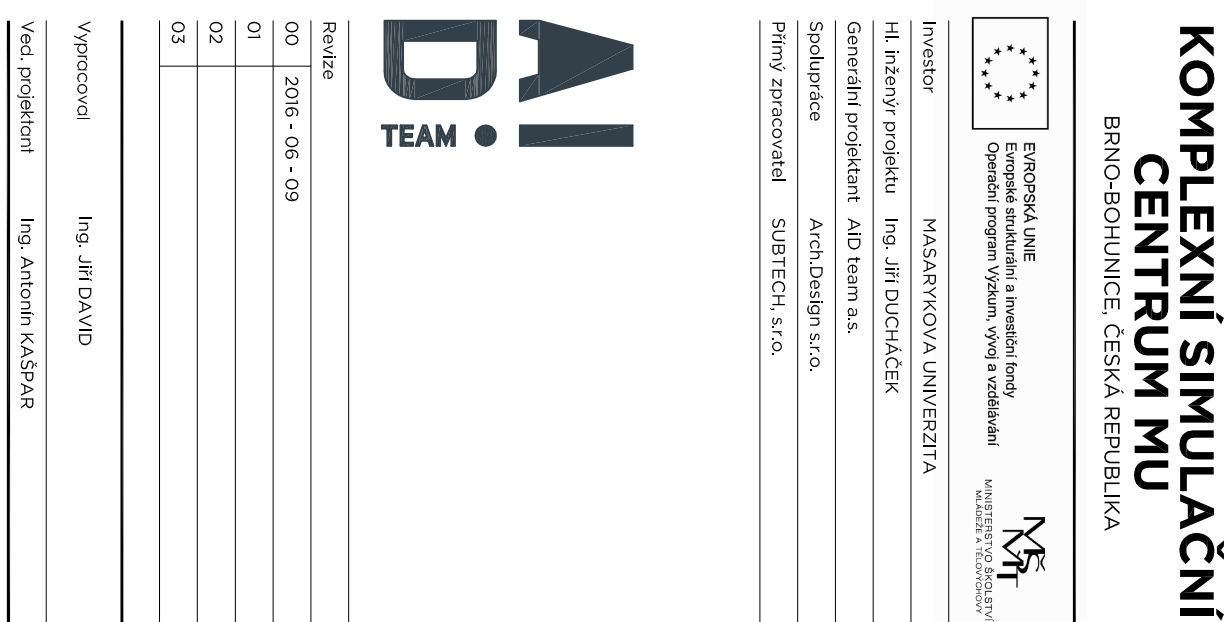 KOMPLEXNÍ SIMULAČNÍ
CENTRUM MU
BRNO-BOHUNICE, ČESKÁ REPUBLIKA
EVROPSKÁ UNIE
Evropské strukturální a investiční fondy
Operační program Výzkum, vývoj a vzdělávání
MŠMT
MINISTERSTVO ŠKOLSTVÍ
MLÁDEŽE A TĚLOVÝCHOVY
Investor MASARYKOVA UNIVERZITA
Hl. inženýr projektu Ing. Jiří DUCHÁČEK
Generální projektant AiD team a.s.
Spolupráce Arch.Design s.r.o.
Přímý zpracovatel SUBTECH, s.r.o.
AiD
TEAM
Revize
00 2016 - 06 - 09
01
02
03
Vypracoval Ing. Jiří DAVID
Ved. projektant Ing. Antonín KAŠPAR